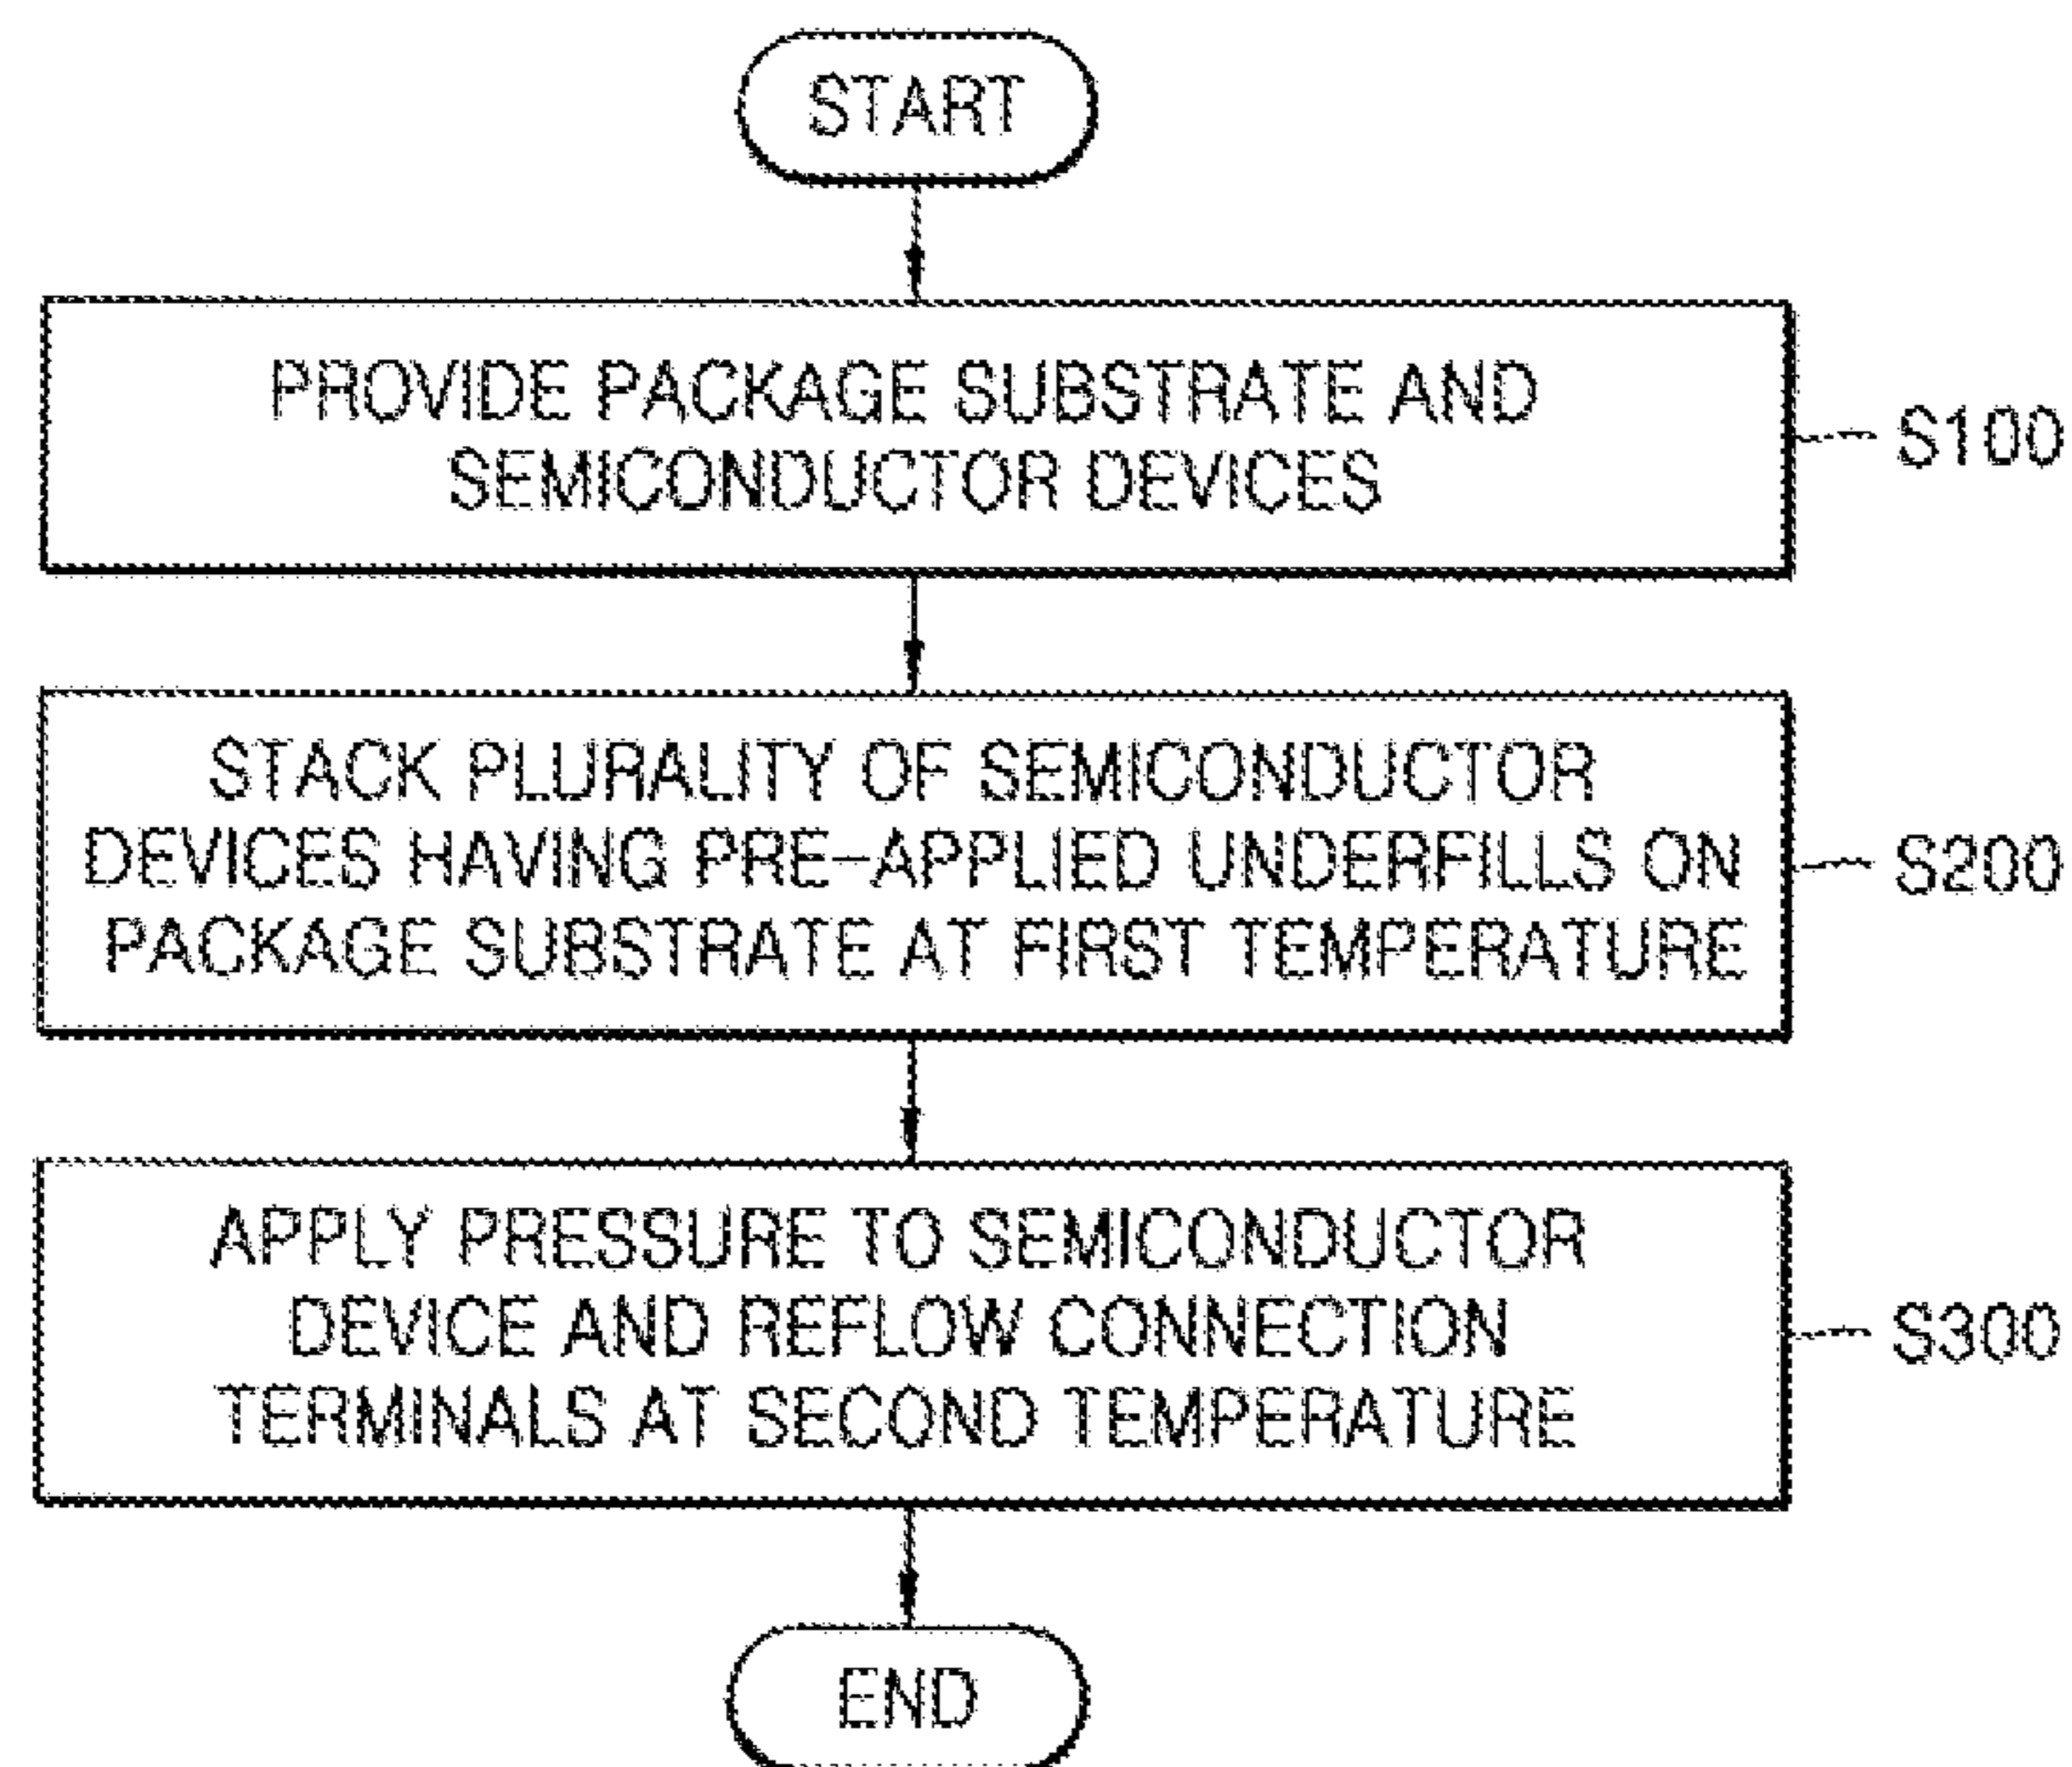 START
PROVIDE PACKAGE SUBSTRATE AND
SEMICONDUCTOR DEVICES
S100
STACK PLURALITY OF SEMICONDUCTOR
DEVICES HAVING PRE-APPLIED UNDERFILLS ON
PACKAGE SUBSTRATE AT FIRST TEMPERATURE
S200
APPLY PRESSURE TO SEMICONDUCTOR
DEVICE AND REFLOW CONNECTION
TERMINALS AT SECOND TEMPERATURE
S300
END